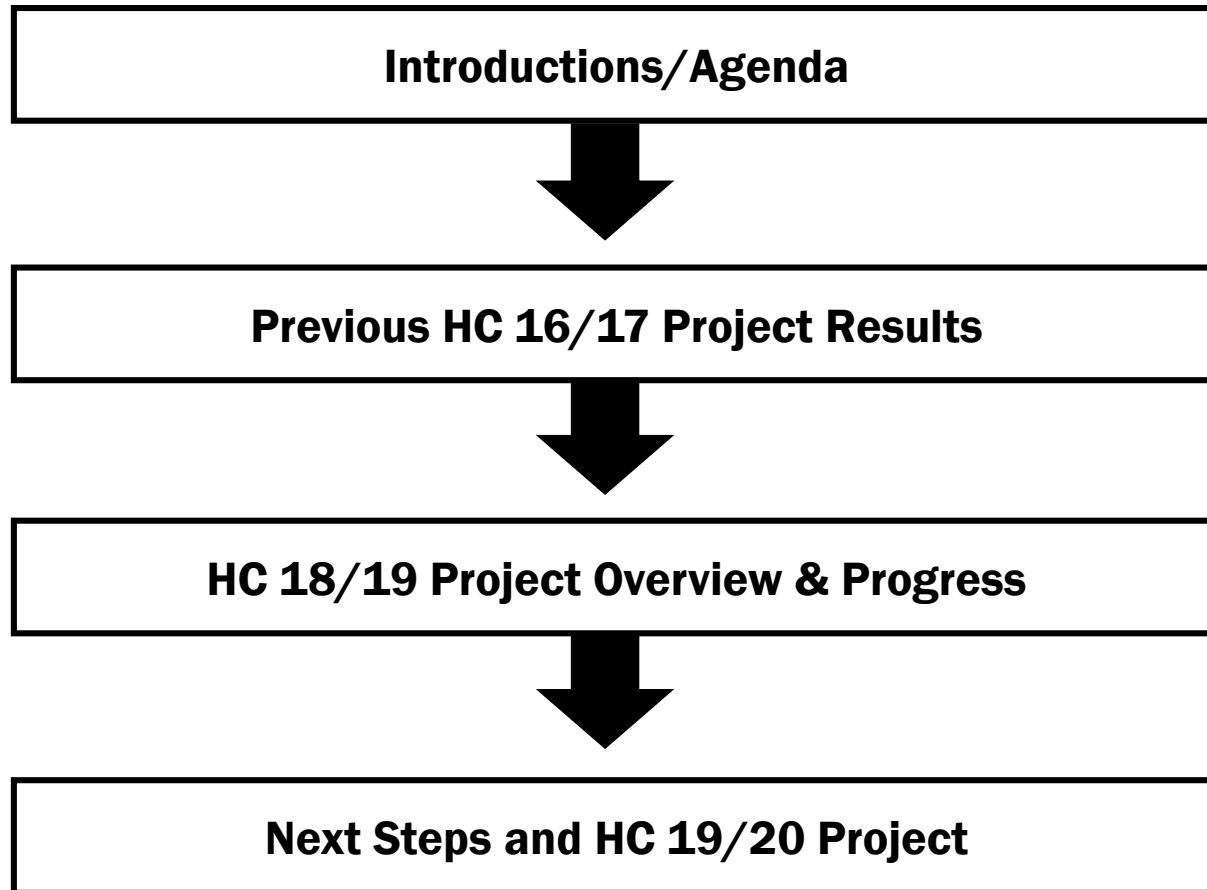 Introductions/Agenda
Previous HC 16/17 Project Results
HC 18/19 Project Overview & Progress
Next Steps and HC 19/20 Project